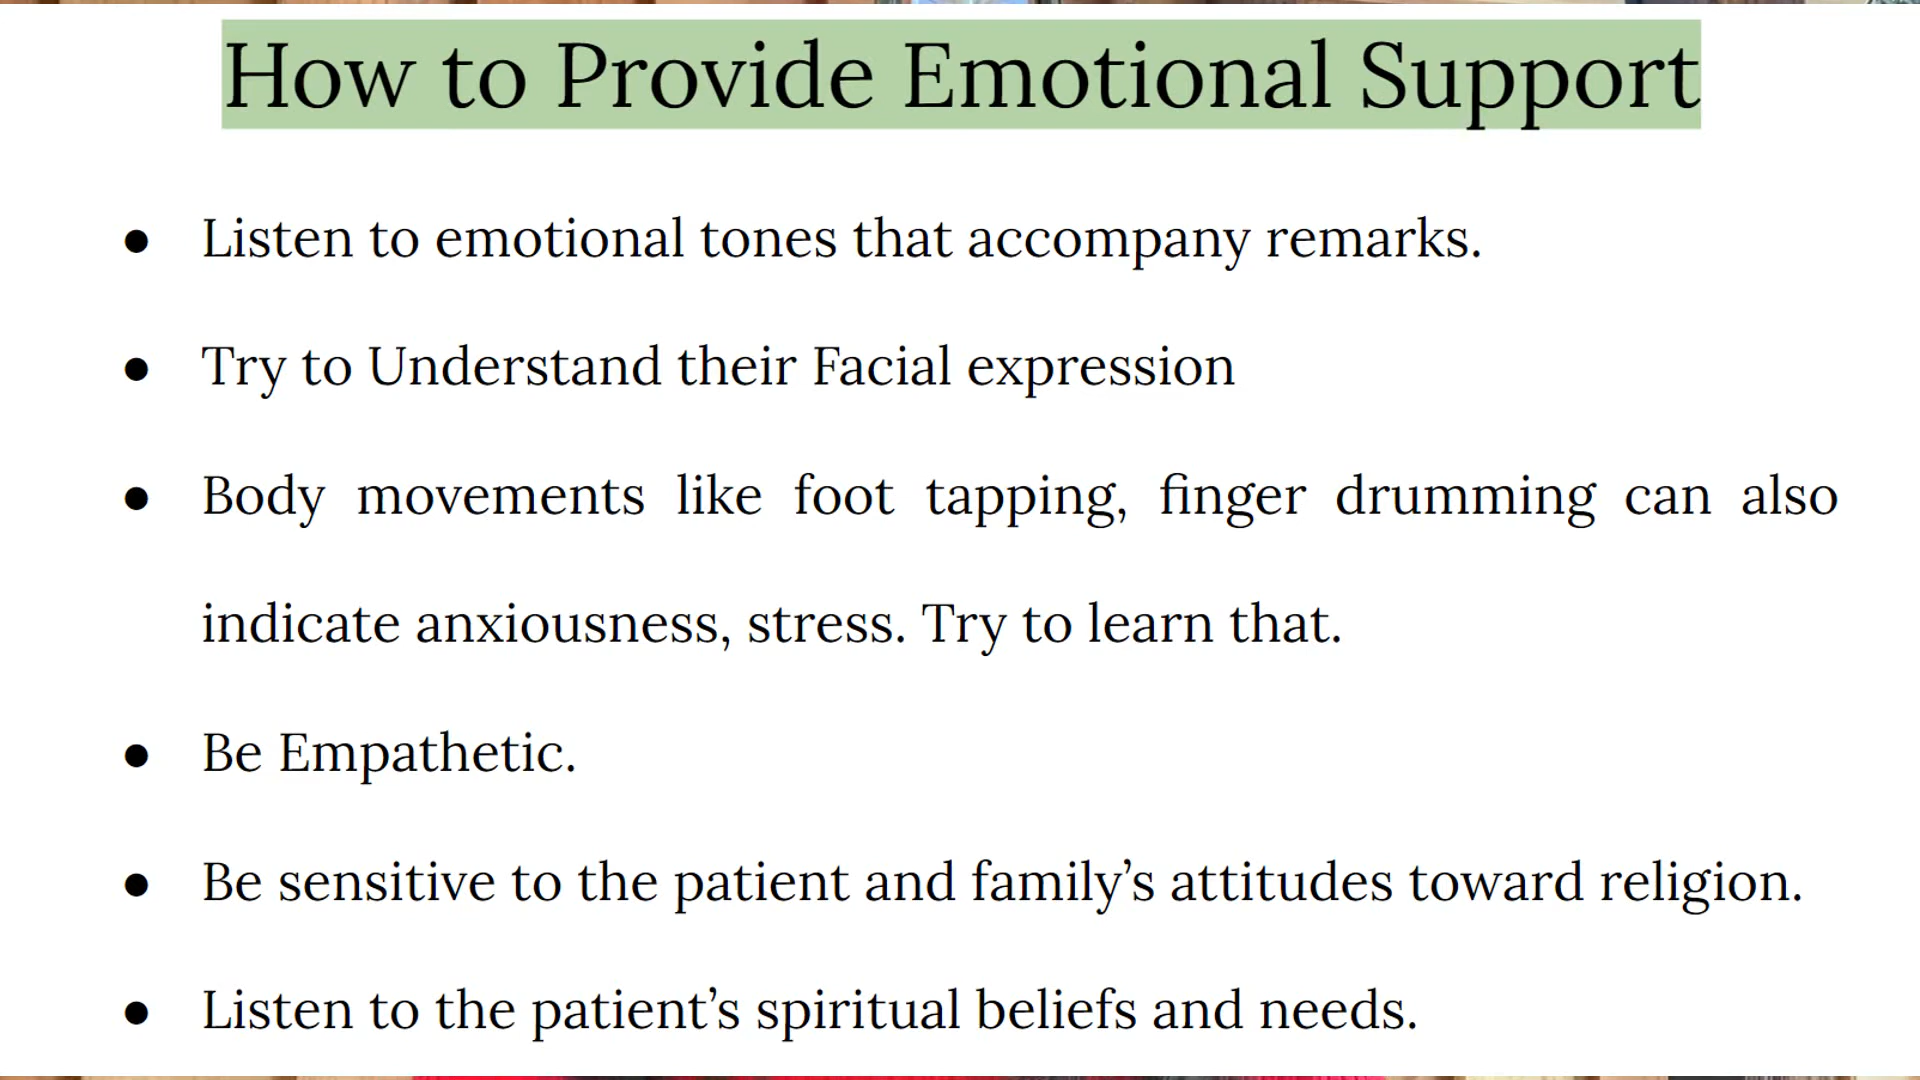 How to Provide Emotional Support
● Listen to emotional tones that accompany remarks.
● Try to Understand their Facial expression
● Body movements like foot tapping, finger drumming can also
indicate anxiousness, stress. Try to learn that.
● Be Empathetic.
● Be sensitive to the patient and family’s attitudes toward religion.
● Listen to the patient’s spiritual beliefs and needs.